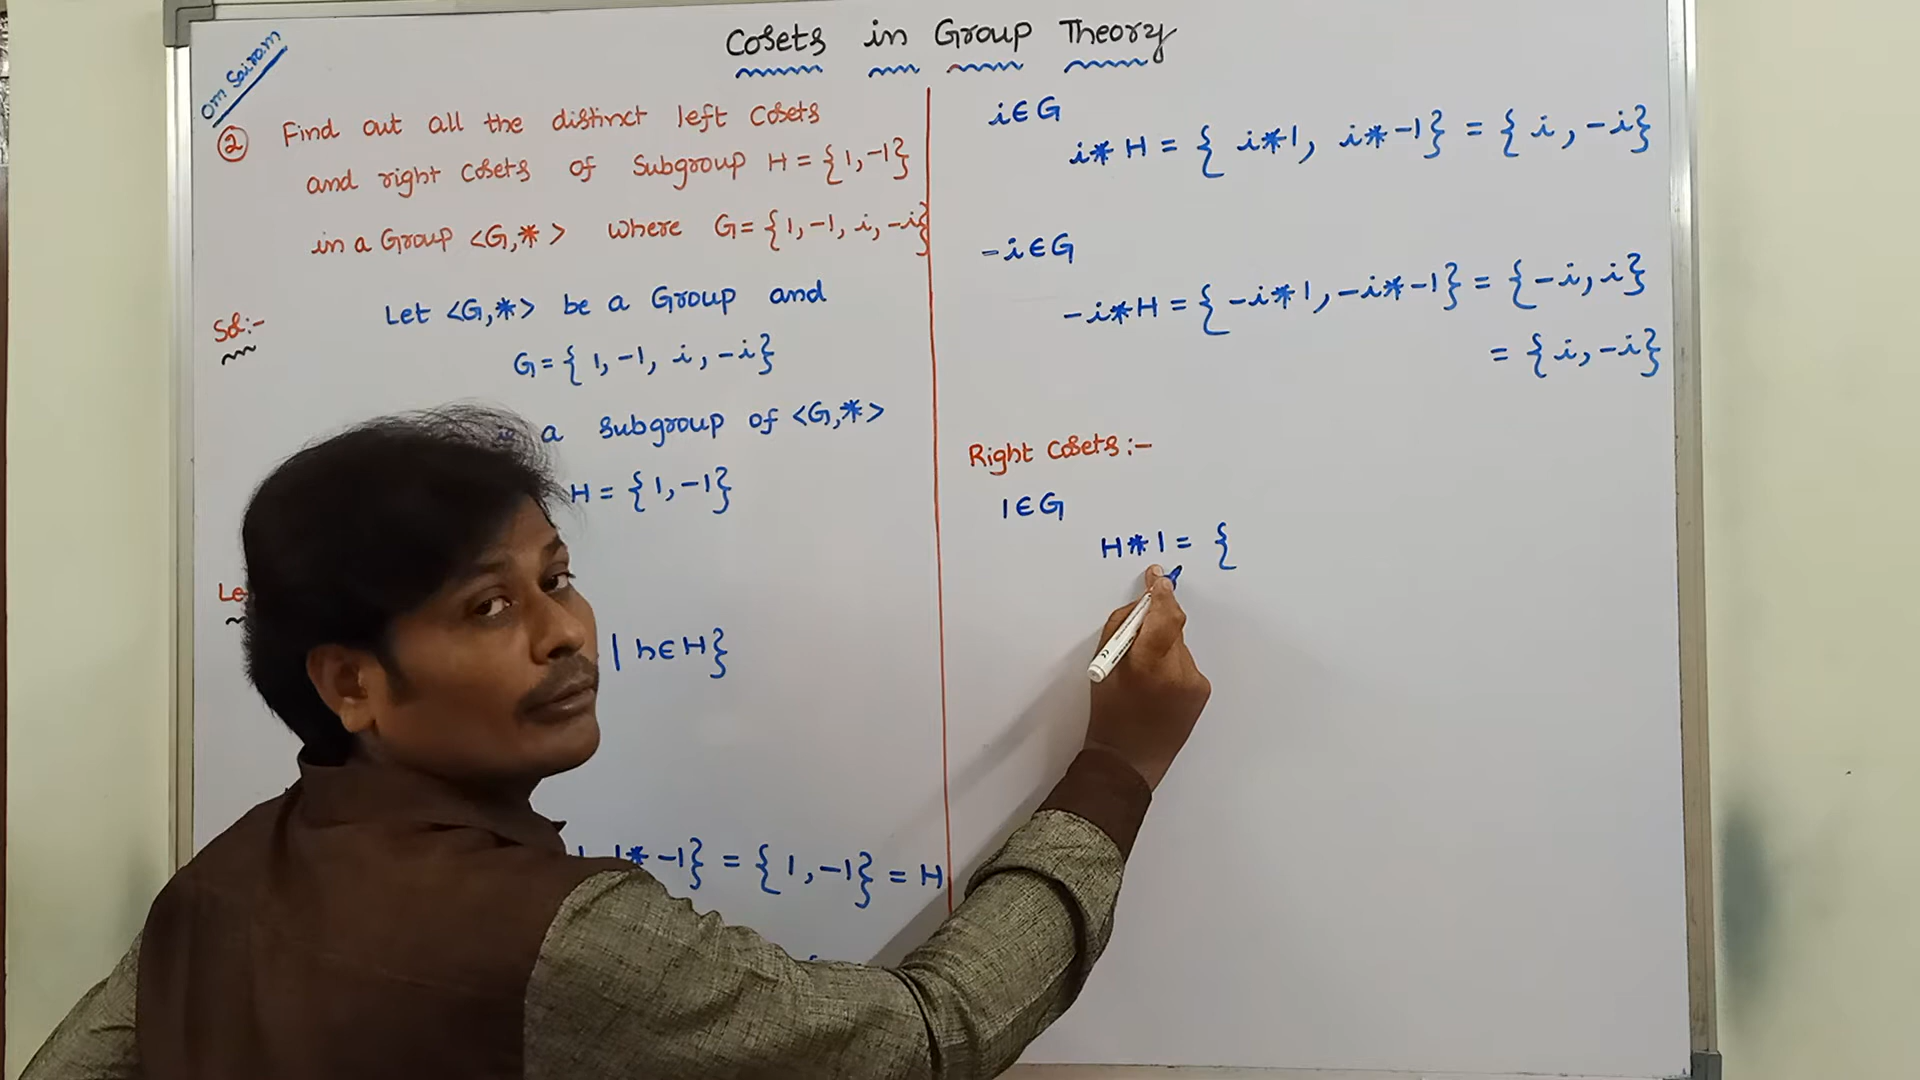 Cosets in Group Theory
Om Sairam
2 Find out all the distinct left Cosets
and right Cosets of Subgroup H = {1, -1}
in a Group <G,*> where G = {1, -1, i, -i}
Sol:-
Let <G,*> be a Group and
G = { 1, -1, i, -i}
a subgroup of <G,*>
H = {1, -1}
Le
| h∈H}
1*-1} = {1, -1} = H
i∈G
i*H = { i*1, i*-1} = {i, -i}
-i∈G
-i*H = {-i*1, -i*-1} = {-i, i}
= {i, -i}
Right Cosets:-
1∈G
H*1 = {